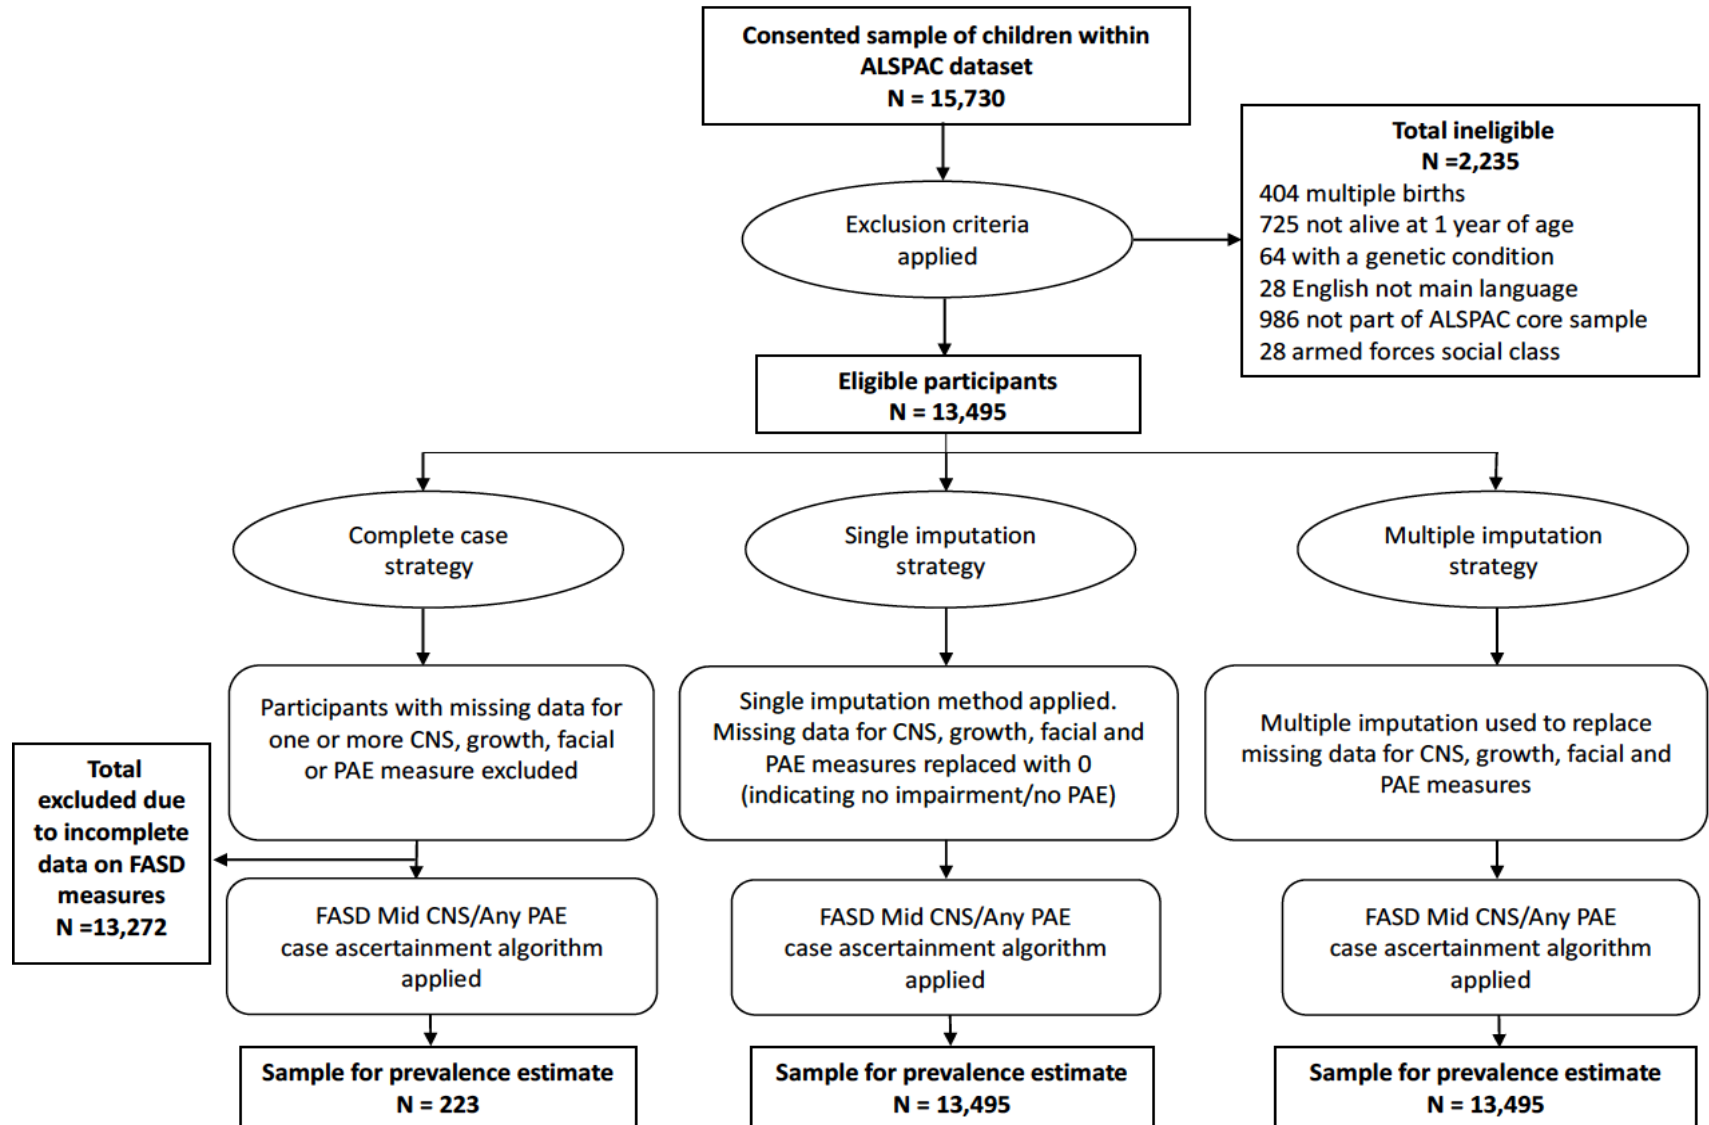 Consented sample of children within
ALSPAC dataset
N = 15,730
Total ineligible
N =2,235
404 multiple births
725 not alive at 1 year of age
64 with a genetic condition
28 English not main language
986 not part of ALSPAC core sample
28 armed forces social class
Exclusion criteria
applied
Eligible participants
N = 13,495
Complete case
strategy
Single imputation
strategy
Multiple imputation
strategy
Participants with missing data for
one or more CNS, growth, facial
or PAE measure excluded
Single imputation method applied.
Missing data for CNS, growth, facial and
PAE measures replaced with 0
(indicating no impairment/no PAE)
Multiple imputation used to replace
missing data for CNS, growth, facial and
PAE measures
Total
excluded due
to incomplete
data on FASD
measures
N =13,272
FASD Mid CNS/Any PAE
case ascertainment algorithm
applied
FASD Mid CNS/Any PAE
case ascertainment algorithm
applied
FASD Mid CNS/Any PAE
case ascertainment algorithm
applied
Sample for prevalence estimate
N = 223
Sample for prevalence estimate
N = 13,495
Sample for prevalence estimate
N = 13,495